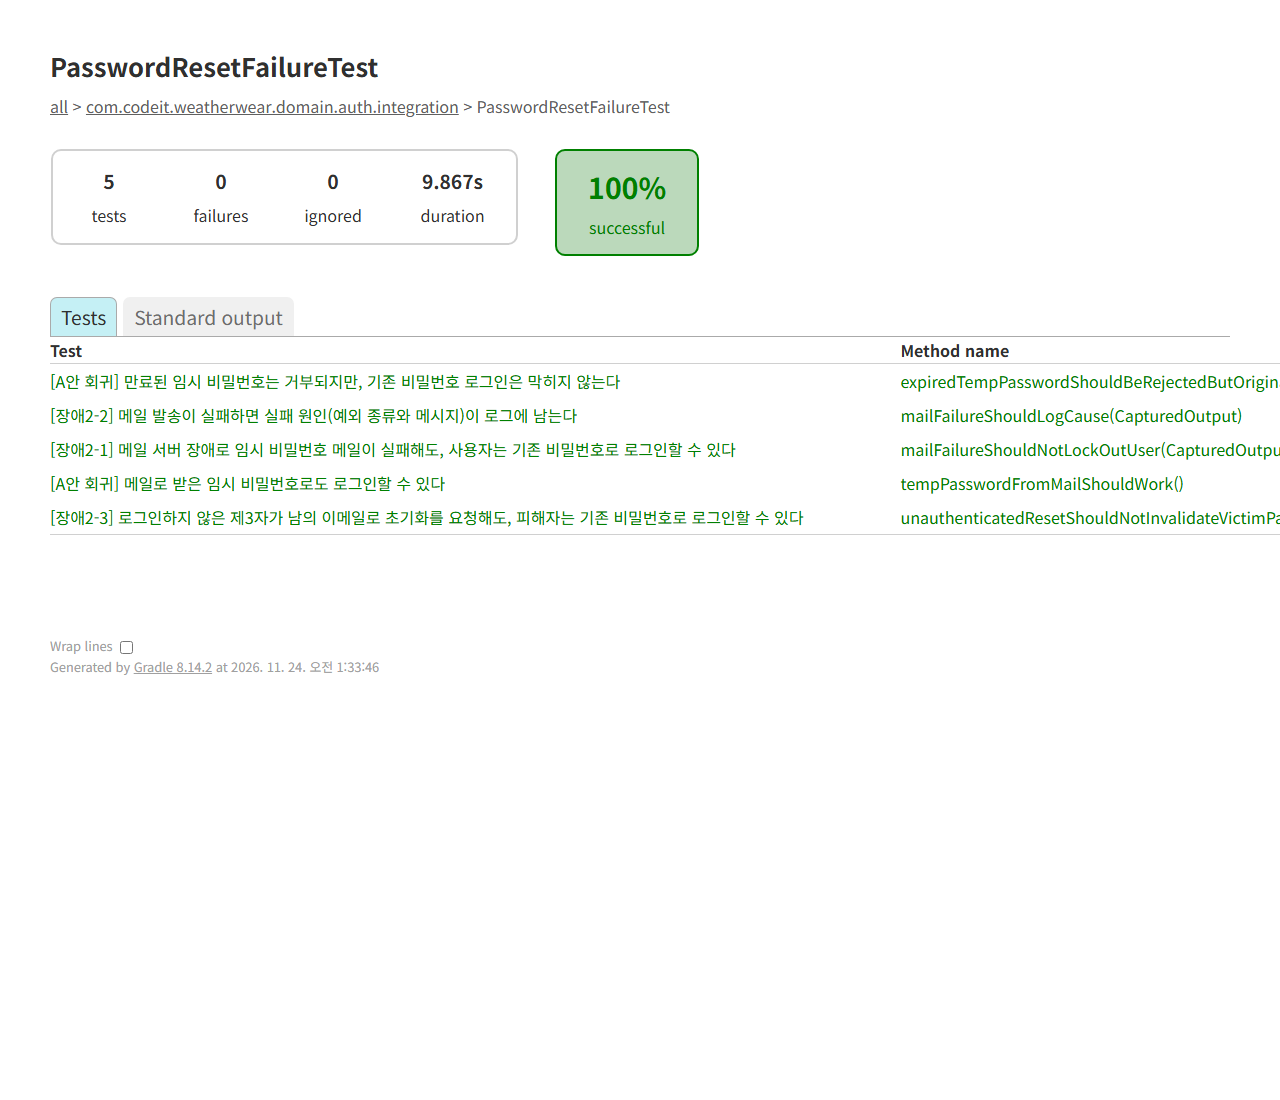 PasswordResetFailureTest
all > com.codeit.weatherwear.domain.auth.integration > PasswordResetFailureTest
5 0 0 9.867s
tests failures ignored duration
100%
successful
Tests Standard output
Test Method name
[A안 회귀] 만료된 임시 비밀번호는 거부되지만, 기존 비밀번호 로그인은 막히지 않는다 expiredTempPasswordShouldBeRejectedButOrigin
[장애2-2] 메일 발송이 실패하면 실패 원인(예외 종류와 메시지)이 로그에 남는다 mailFailureShouldLogCause(CapturedOutput)
[장애2-1] 메일 서버 장애로 임시 비밀번호 메일이 실패해도, 사용자는 기존 비밀번호로 로그인할 수 있다 mailFailureShouldNotLockOutUser(CapturedOutpu
[A안 회귀] 메일로 받은 임시 비밀번호로도 로그인할 수 있다 tempPasswordFromMailShouldWork()
[장애2-3] 로그인하지 않은 제3자가 남의 이메일로 초기화를 요청해도, 피해자는 기존 비밀번호로 로그인할 수 있다 unauthenticatedResetShouldNotInvalidateVictimPa
Wrap lines
Generated by Gradle 8.14.2 at 2026. 11. 24. 오전 1:33:46